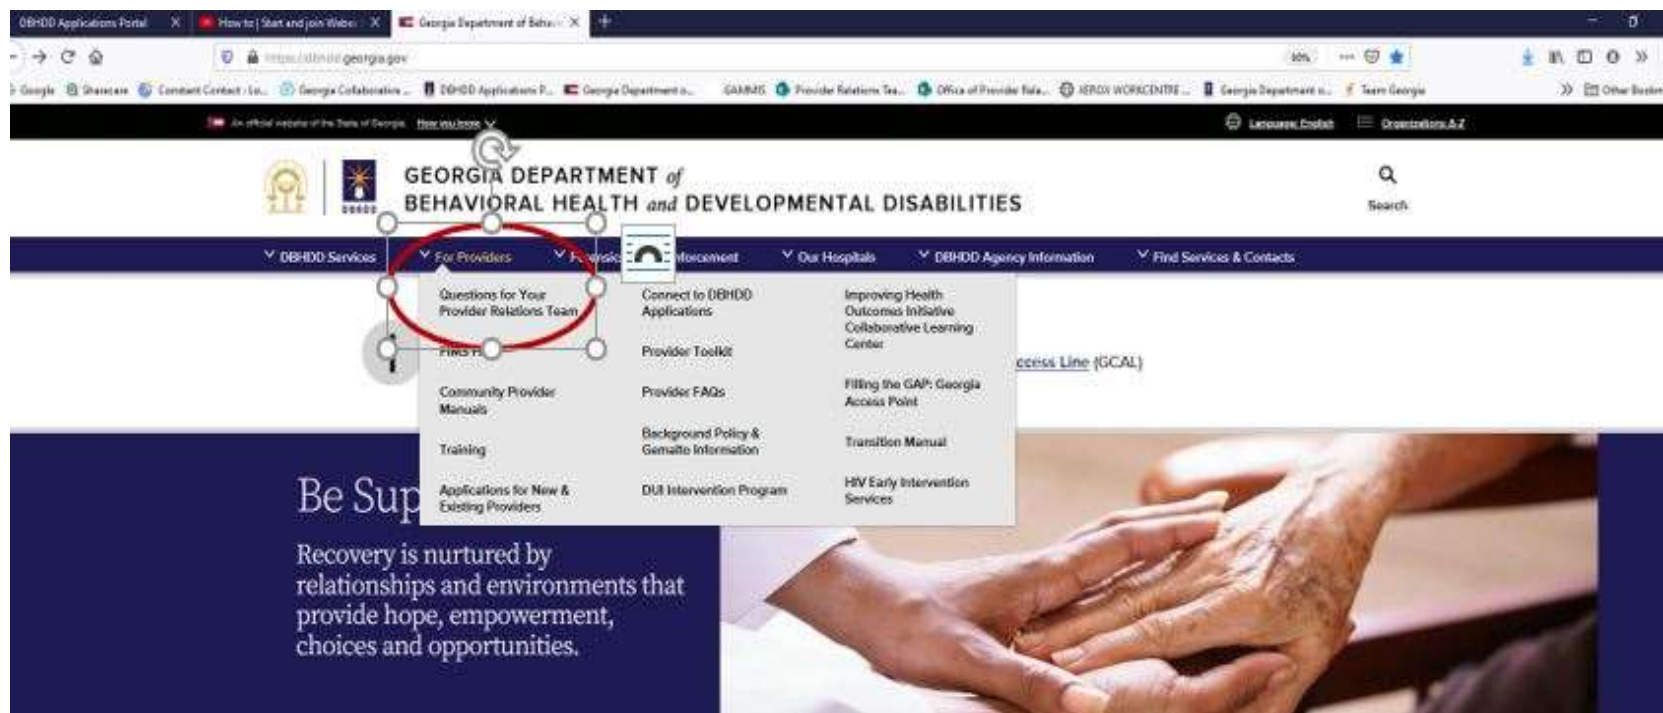 DBHDD Applications Portal
How to | Start and join Webex
Georgia Department of Behav
georgia.gov
Google
Sharecare
Constant Contact : Lo...
Georgia Collaborative ...
DBHDD Applications P...
Georgia Department o...
GAMMIS
Provider Relations Tea...
Office of Provider Rela...
XEROX WORKCENTRE ...
Georgia Department o...
Team Georgia
An official website of the State of Georgia.
How you know
Language: English
Organizations A-Z
GEORGIA DEPARTMENT of
BEHAVIORAL HEALTH and DEVELOPMENTAL DISABILITIES
DBHDD
Search
DBHDD Services
For Providers
Our Hospitals
DBHDD Agency Information
Find Services & Contacts
Questions for Your
Provider Relations Team
Community Provider
Manuals
Training
Applications for New &
Existing Providers
Connect to DBHDD
Applications
Provider Toolkit
Provider FAQs
Background Policy &
Gemalto Information
DUI Intervention Program
Improving Health
Outcomes Initiative
Collaborative Learning
Center
Filling the GAP: Georgia
Access Point
Transition Manual
HIV Early Intervention
Services
ccess Line (GCAL)
Be Sup
Recovery is nurtured by
relationships and environments that
provide hope, empowerment,
choices and opportunities.